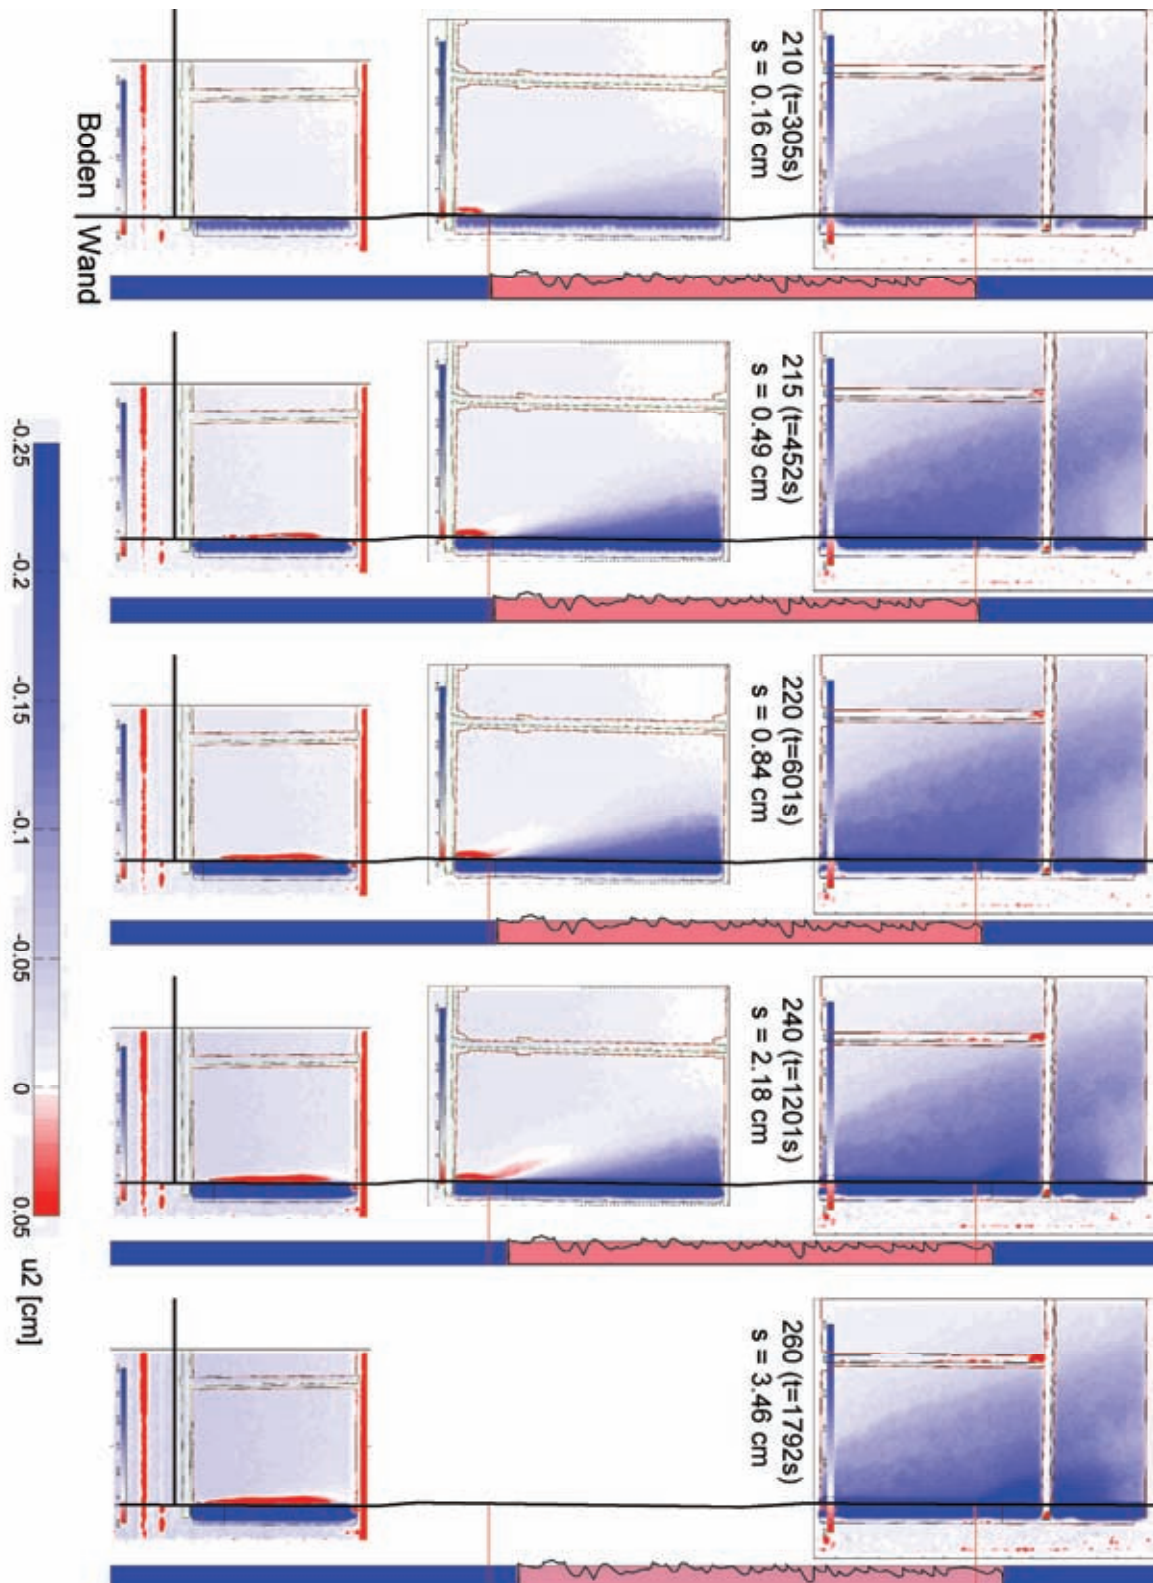 210 (t=305s)
s = 0.16 cm
Boden
Wand
215 (t=452s)
s = 0.49 cm
220 (t=601s)
s = 0.84 cm
240 (t=1201s)
s = 2.18 cm
260 (t=1792s)
s = 3.46 cm
-0.25
-0.2
-0.15
-0.1
-0.05
0
0.05
u2 [cm]